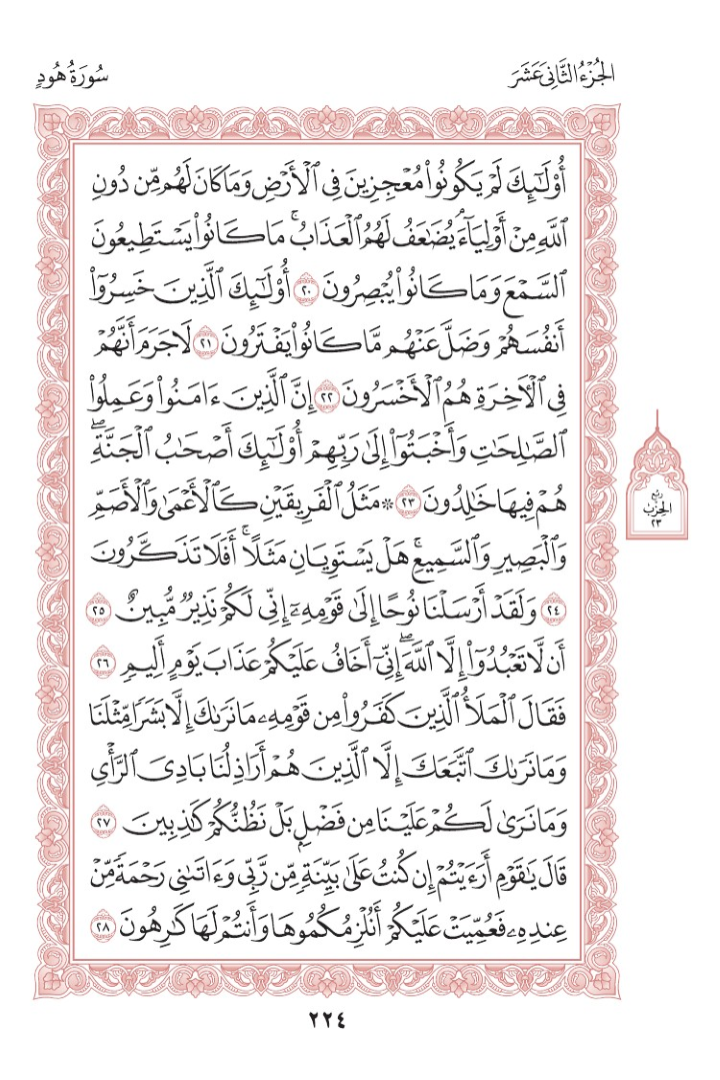 الجُزْءُ الثَّانِيَ عَشَرَ
سُورَةُ هُودٍ
أُوْلَٰٓئِكَ لَمۡ يَكُونُواْ مُعۡجِزِينَ فِي ٱلۡأَرۡضِ وَمَا كَانَ لَهُم مِّن دُونِ
ٱللَّهِ مِنۡ أَوۡلِيَآءَۘ يُضَٰعَفُ لَهُمُ ٱلۡعَذَابُۚ مَا كَانُواْ يَسۡتَطِيعُونَ
ٱلسَّمۡعَ وَمَا كَانُواْ يُبۡصِرُونَ ٢٠ أُوْلَٰٓئِكَ ٱلَّذِينَ خَسِرُوٓاْ
أَنفُسَهُمۡ وَضَلَّ عَنۡهُم مَّا كَانُواْ يَفۡتَرُونَ ٢١ لَا جَرَمَ أَنَّهُمۡ
فِي ٱلۡأٓخِرَةِ هُمُ ٱلۡأَخۡسَرُونَ ٢٢ إِنَّ ٱلَّذِينَ ءَامَنُواْ وَعَمِلُواْ
ٱلصَّٰلِحَٰتِ وَأَخۡبَتُوٓاْ إِلَىٰ رَبِّهِمۡ أُوْلَٰٓئِكَ أَصۡحَٰبُ ٱلۡجَنَّةِۖ
هُمۡ فِيهَا خَٰلِدُونَ ٢٣ ۞ مَثَلُ ٱلۡفَرِيقَيۡنِ كَٱلۡأَعۡمَىٰ وَٱلۡأَصَمِّ
وَٱلۡبَصِيرِ وَٱلسَّمِيعِۚ هَلۡ يَسۡتَوِيَانِ مَثَلًاۚ أَفَلَا تَذَكَّرُونَ
٢٤ وَلَقَدۡ أَرۡسَلۡنَا نُوحًا إِلَىٰ قَوۡمِهِۦٓ إِنِّي لَكُمۡ نَذِيرٞ مُّبِينٌ ٢٥
أَن لَّا تَعۡبُدُوٓاْ إِلَّا ٱللَّهَۖ إِنِّيٓ أَخَافُ عَلَيۡكُمۡ عَذَابَ يَوۡمٍ أَلِيمٖ ٢٦
فَقَالَ ٱلۡمَلَأُ ٱلَّذِينَ كَفَرُواْ مِن قَوۡمِهِۦ مَا نَرَىٰكَ إِلَّا بَشَرٗا مِّثۡلَنَا
وَمَا نَرَىٰكَ ٱتَّبَعَكَ إِلَّا ٱلَّذِينَ هُمۡ أَرَاذِلُنَا بَادِيَ ٱلرَّأۡيِ
وَمَا نَرَىٰ لَكُمۡ عَلَيۡنَا مِن فَضۡلِۭ بَلۡ نَظُنُّكُمۡ كَٰذِبِينَ ٢٧
قَالَ يَٰقَوۡمِ أَرَءَيۡتُمۡ إِن كُنتُ عَلَىٰ بَيِّنَةٖ مِّن رَّبِّي وَءَاتَىٰنِي رَحۡمَةٗ مِّنۡ
عِندِهِۦ فَعُمِّيَتۡ عَلَيۡكُمۡ أَنُلۡزِمُكُمُوهَا وَأَنتُمۡ لَهَا كَٰرِهُونَ ٢٨
ربع
الحزب
٢٣
٢٢٤